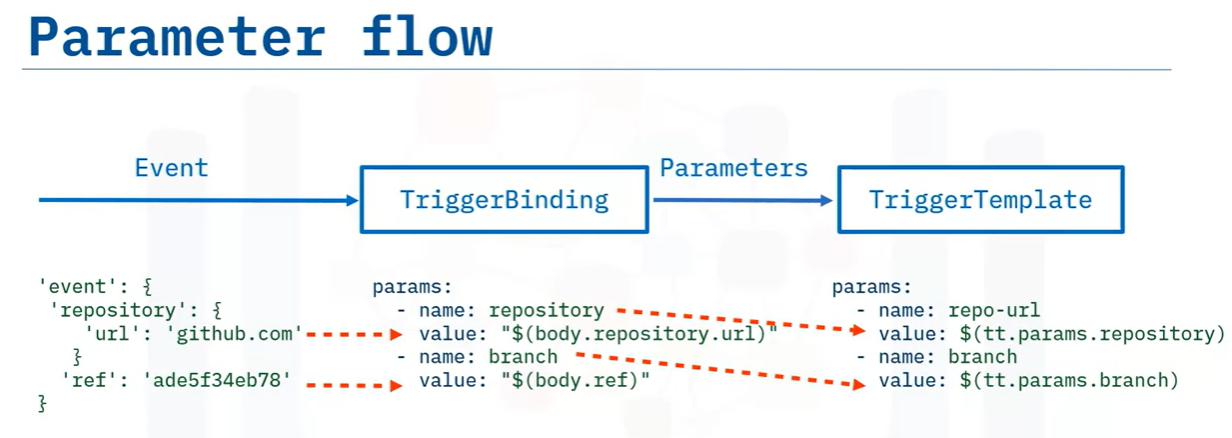 Parameter flow
Event
TriggerBinding
Parameters
TriggerTemplate
'event': {
'repository': {
'url': 'github.com'
}
'ref': 'ade5f34eb78'
}
params:
- name: repository
value: "$(body.repository.url)"
- name: branch
value: "$(body.ref)"
params:
- name: repo-url
value: $(tt.params.repository)
- name: branch
value: $(tt.params.branch)